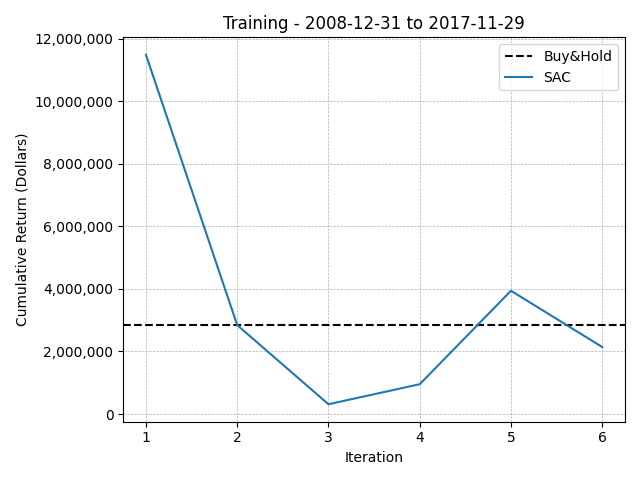 Training - 2008-12-31 to 2017-11-29
Buy&Hold
SAC
Cumulative Return (Dollars)
12,000,000
10,000,000
8,000,000
6,000,000
4,000,000
2,000,000
0
1 2 3 4 5 6
Iteration